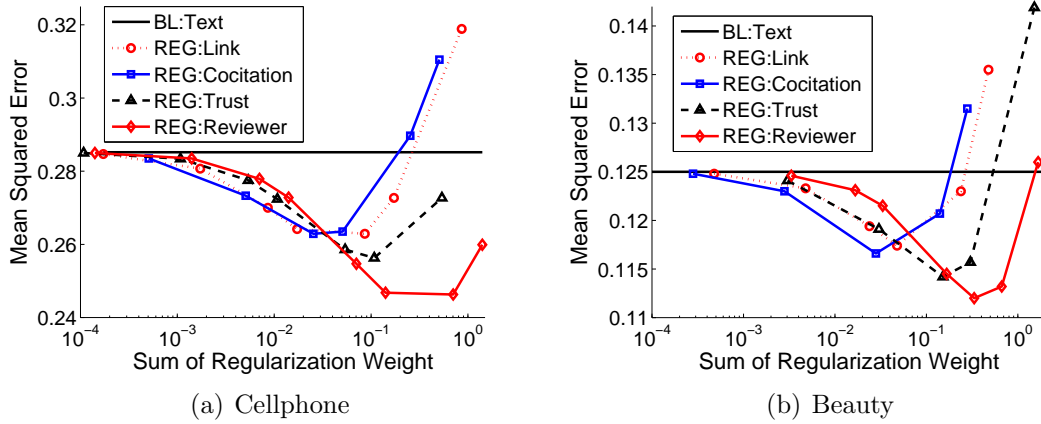 0.32
0.3
0.28
0.26
0.24
Mean Squared Error
BL:Text
REG:Link
REG:Cocitation
REG:Trust
REG:Reviewer
10^−4
10^−3
10^−2
10^−1
10^0
Sum of Regularization Weight
(a) Cellphone
0.14
0.135
0.13
0.125
0.12
0.115
0.11
Mean Squared Error
BL:Text
REG:Link
REG:Cocitation
REG:Trust
REG:Reviewer
10^−4
10^−3
10^−2
10^−1
10^0
Sum of Regularization Weight
(b) Beauty